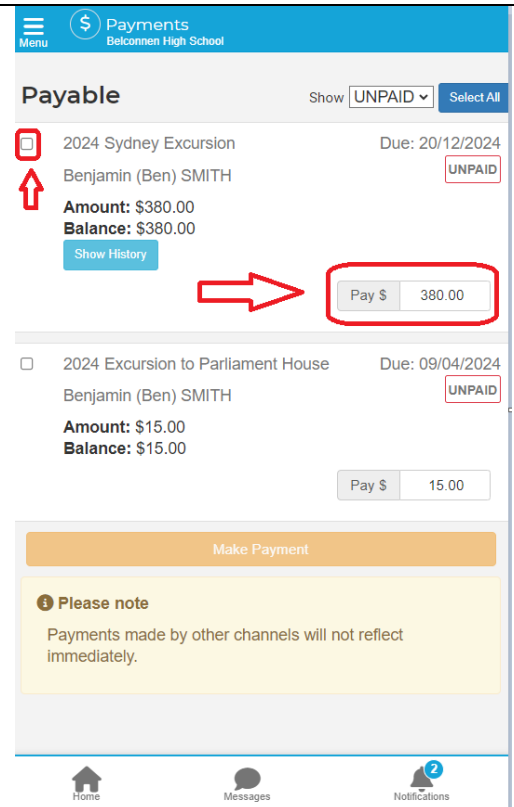 $ Payments
Menu Belconnen High School
Payable Show UNPAID Select All
2024 Sydney Excursion Due: 20/12/2024
Benjamin (Ben) SMITH UNPAID
Amount: $380.00
Balance: $380.00
Show History
Pay $ 380.00
2024 Excursion to Parliament House Due: 09/04/2024
Benjamin (Ben) SMITH UNPAID
Amount: $15.00
Balance: $15.00
Pay $ 15.00
Make Payment
Please note
Payments made by other channels will not reflect
immediately.
2
Home Messages Notifications